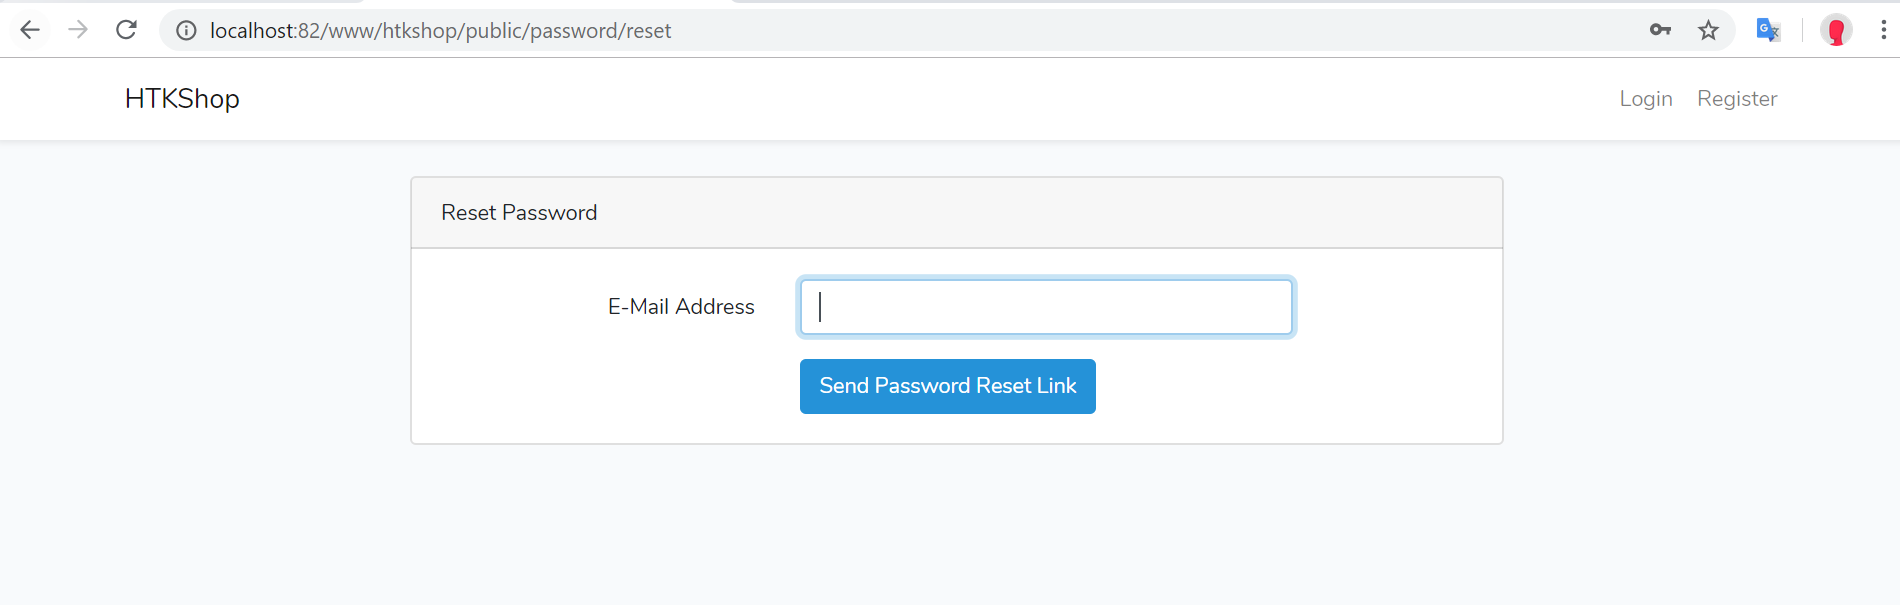 localhost:82/www/htkshop/public/password/reset
HTKShop
Login Register
Reset Password
E-Mail Address
Send Password Reset Link